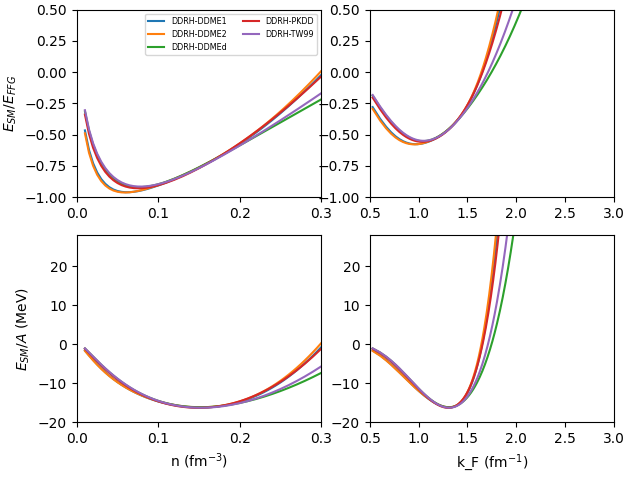 0.50
0.25
0.00
−0.25
−0.50
−0.75
−1.00
E_SM/E_FFG
DDRH-DDME1
DDRH-DDME2
DDRH-DDMEd
DDRH-PKDD
DDRH-TW99
0.0 0.1 0.2 0.3
0.50
0.25
0.00
−0.25
−0.50
−0.75
−1.00
0.5 1.0 1.5 2.0 2.5 3.0
20
10
0
−10
−20
E_SM/A (MeV)
0.0 0.1 0.2 0.3
n (fm⁻³)
20
10
0
−10
−20
0.5 1.0 1.5 2.0 2.5 3.0
k_F (fm⁻¹)